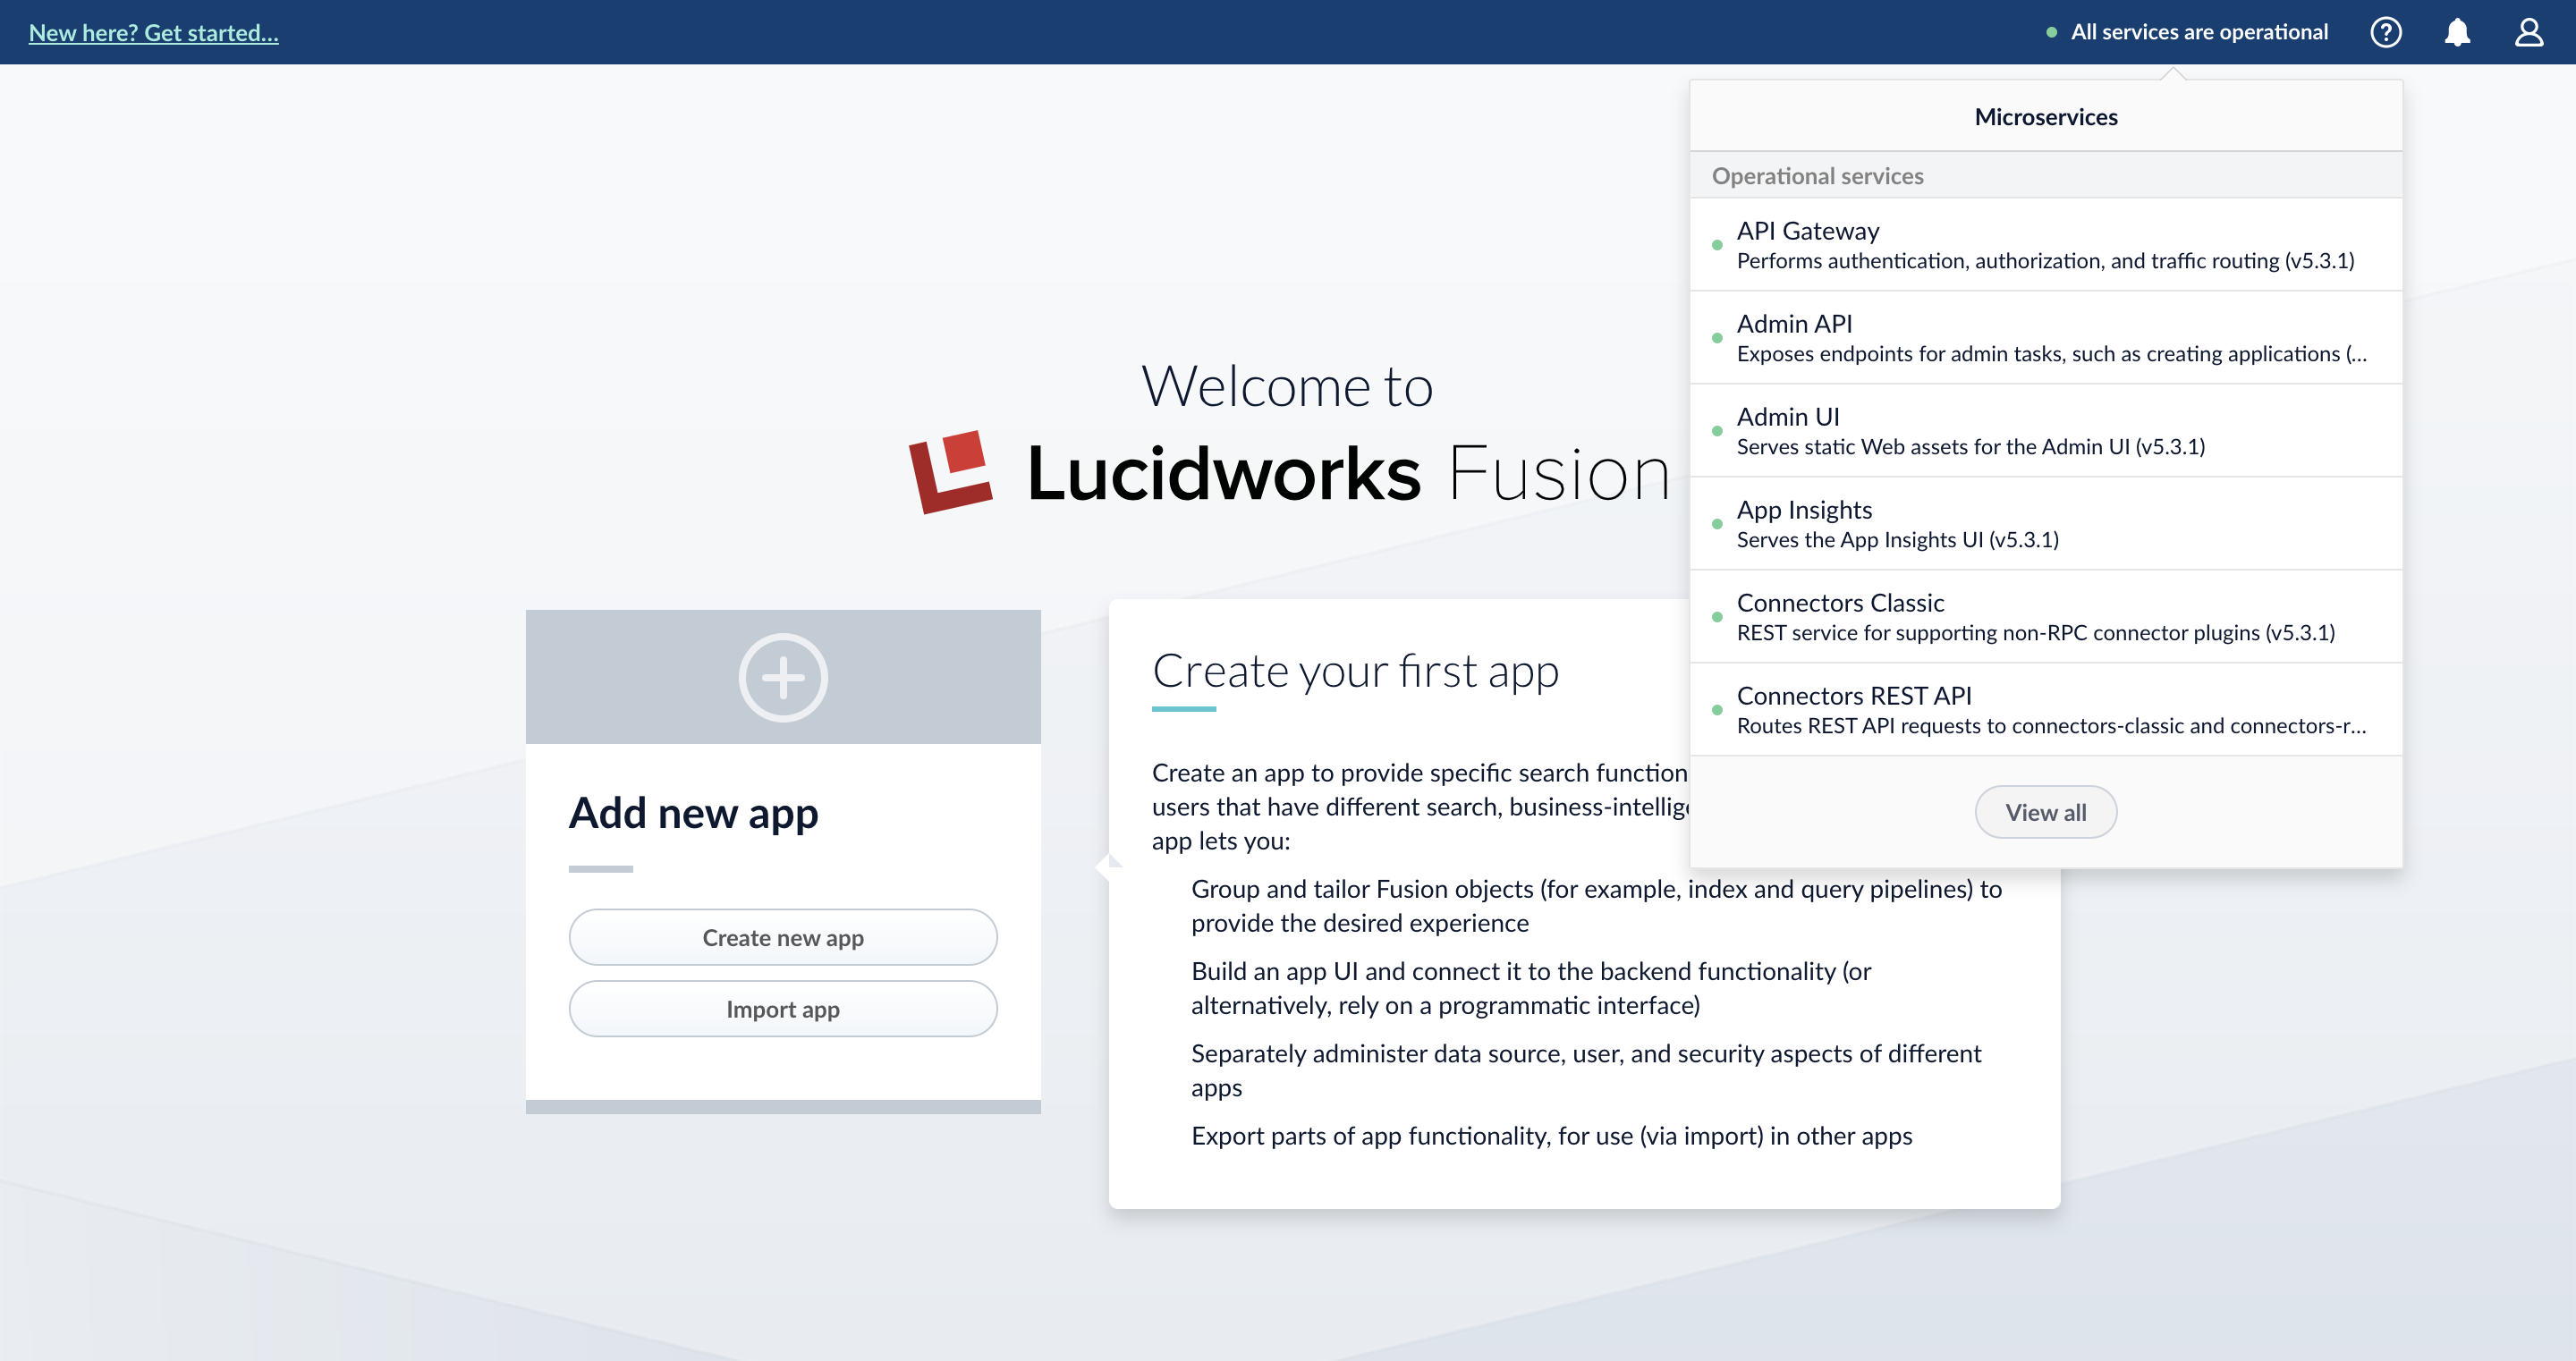 New here? Get started...
All services are operational
Microservices
Operational services
API Gateway
Performs authentication, authorization, and traffic routing (v5.3.1)
Admin API
Exposes endpoints for admin tasks, such as creating applications (...
Admin UI
Serves static Web assets for the Admin UI (v5.3.1)
App Insights
Serves the App Insights UI (v5.3.1)
Connectors Classic
REST service for supporting non-RPC connector plugins (v5.3.1)
Connectors REST API
Routes REST API requests to connectors-classic and connectors-r...
View all
Welcome to
Lucidworks Fusion
Add new app
Create new app
Import app
Create your first app
Create an app to provide specific search function
users that have different search, business-intellige
app lets you:
Group and tailor Fusion objects (for example, index and query pipelines) to
provide the desired experience
Build an app UI and connect it to the backend functionality (or
alternatively, rely on a programmatic interface)
Separately administer data source, user, and security aspects of different
apps
Export parts of app functionality, for use (via import) in other apps